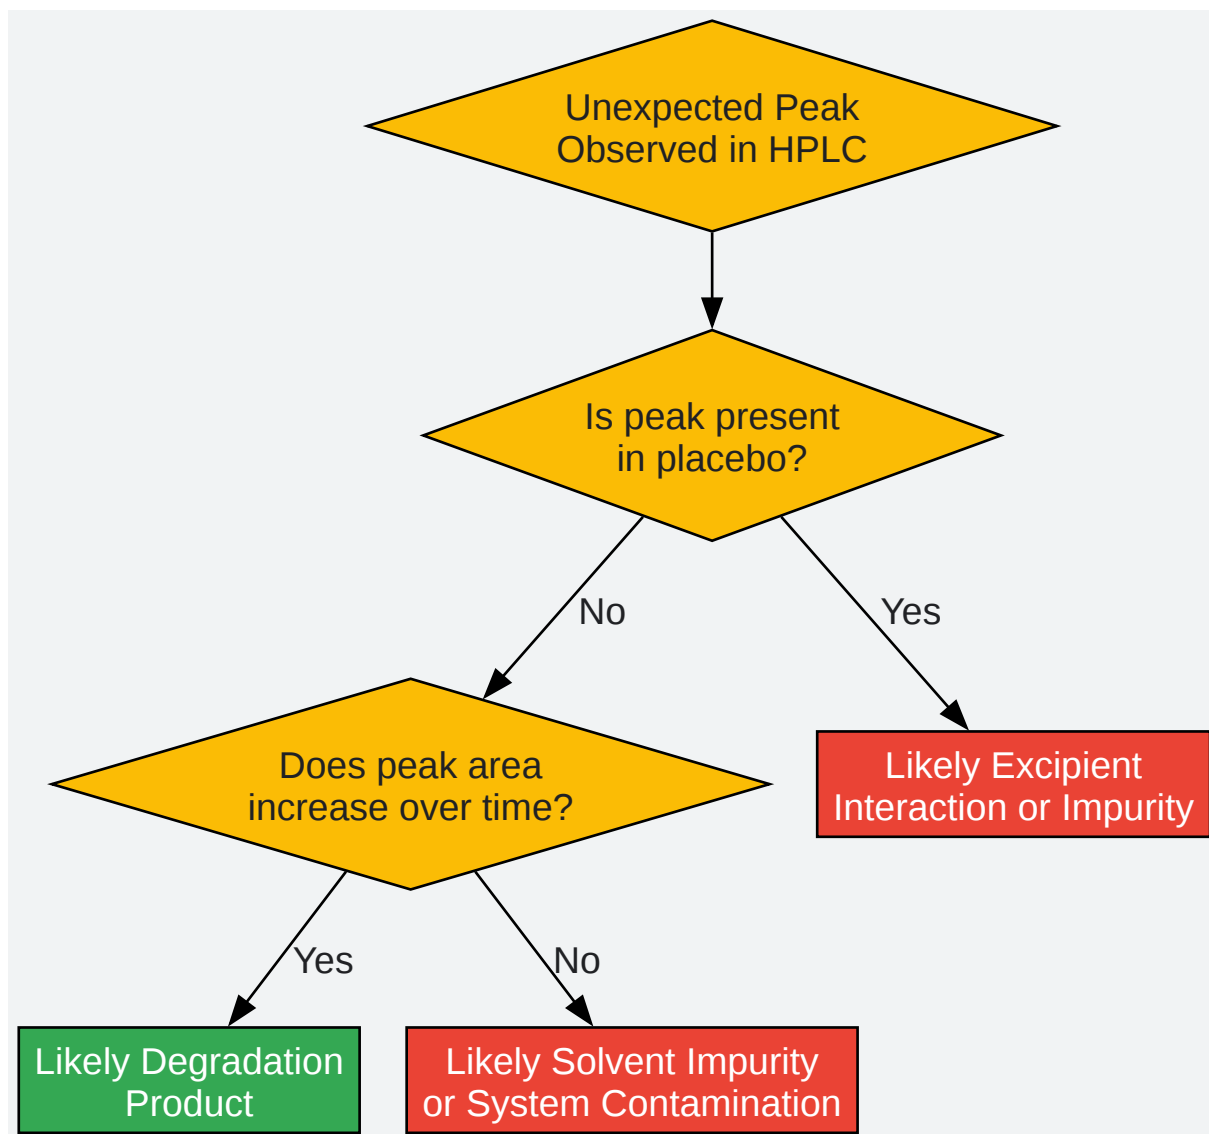 Unexpected Peak
Observed in HPLC
Is peak present
in placebo?
No
Yes
Does peak area
increase over time?
Likely Excipient
Interaction or Impurity
Yes
No
Likely Degradation
Product
Likely Solvent Impurity
or System Contamination